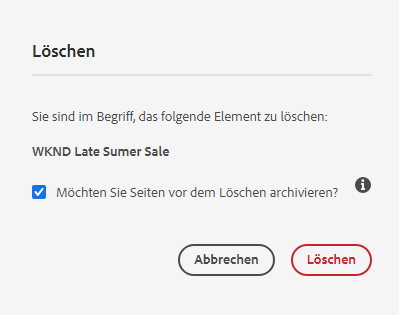 Löschen
Sie sind im Begriff, das folgende Element zu löschen:
WKND Late Sumer Sale
Möchten Sie Seiten vor dem Löschen archivieren?
Abbrechen
Löschen